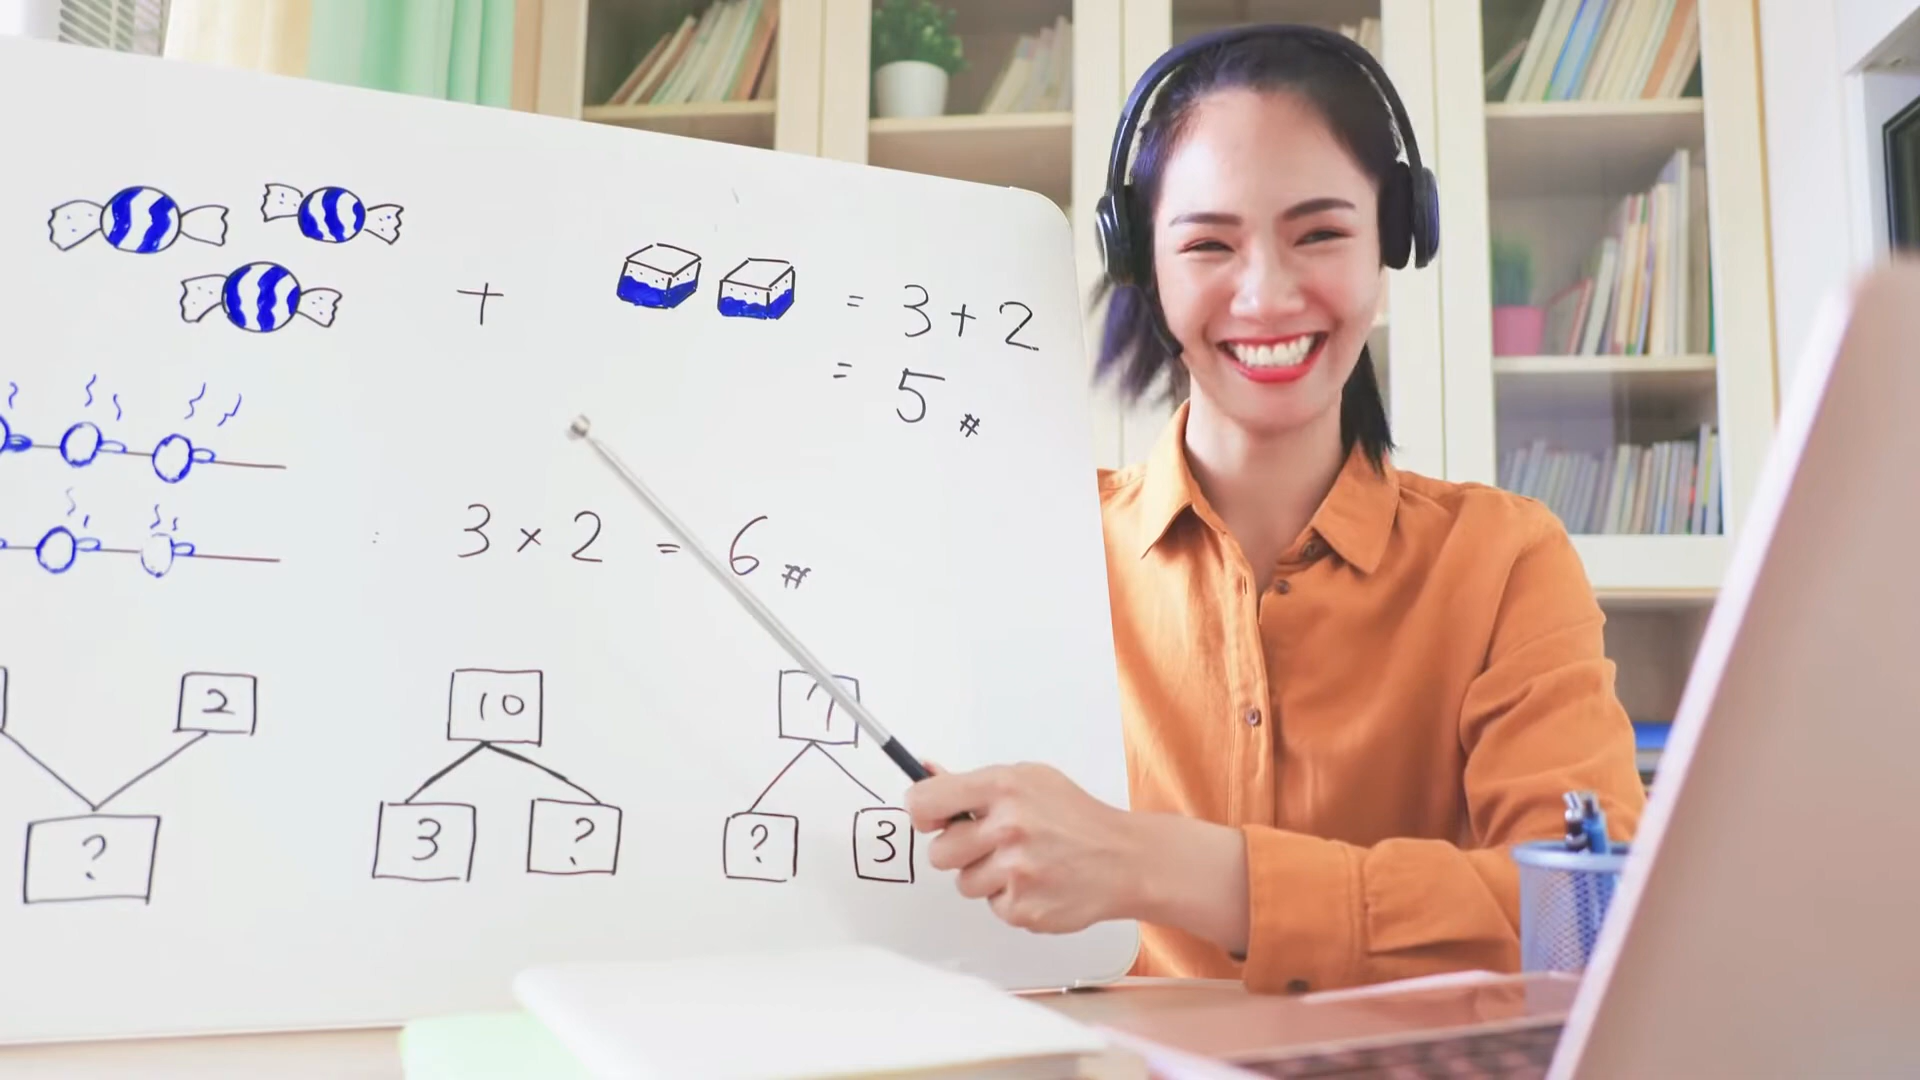 + = 3+2
= 5 #
: 3 × 2 = 6 #
2 10
? 3 ? ? 3